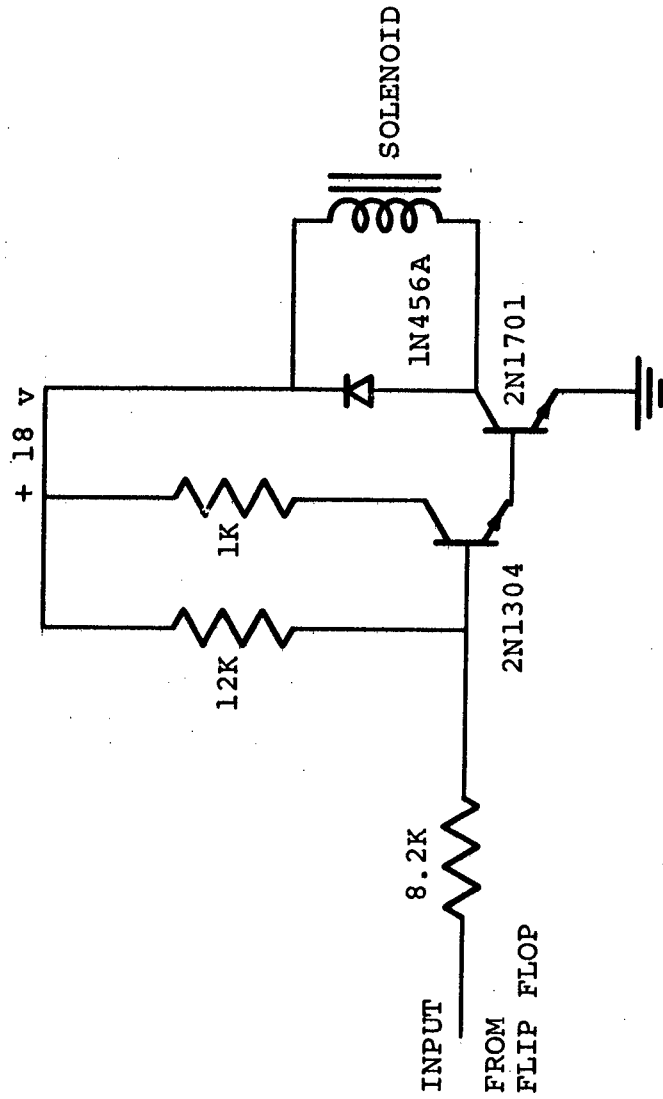 + 18 v
12K
1K
8.2K
INPUT
FROM
FLIP FLOP
2N1304
2N1701
1N456A
SOLENOID